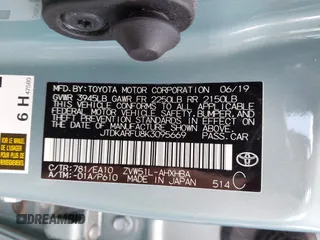 MFD.BY:TOYOTA MOTOR CORPORATION 06/19
GVWR 3945LB GAWR FR 2250LB RR 2150LB
THIS VEHICLE CONFORMS TO ALL APPLICABLE
FEDERAL MOTOR VEHICLE SAFETY, BUMPER, AND
THEFT PREVENTION STANDARDS IN EFFECT ON THE
DATE OF MANUFACTURE SHOWN ABOVE.
JTDKARFU8K3095669
PASSENGER CAR
C/TR: 781/EA10 ZVW51L-AHXHBA
A/TM: -01A/P610 MADE IN JAPAN 514 C
6 H
DREAMBID